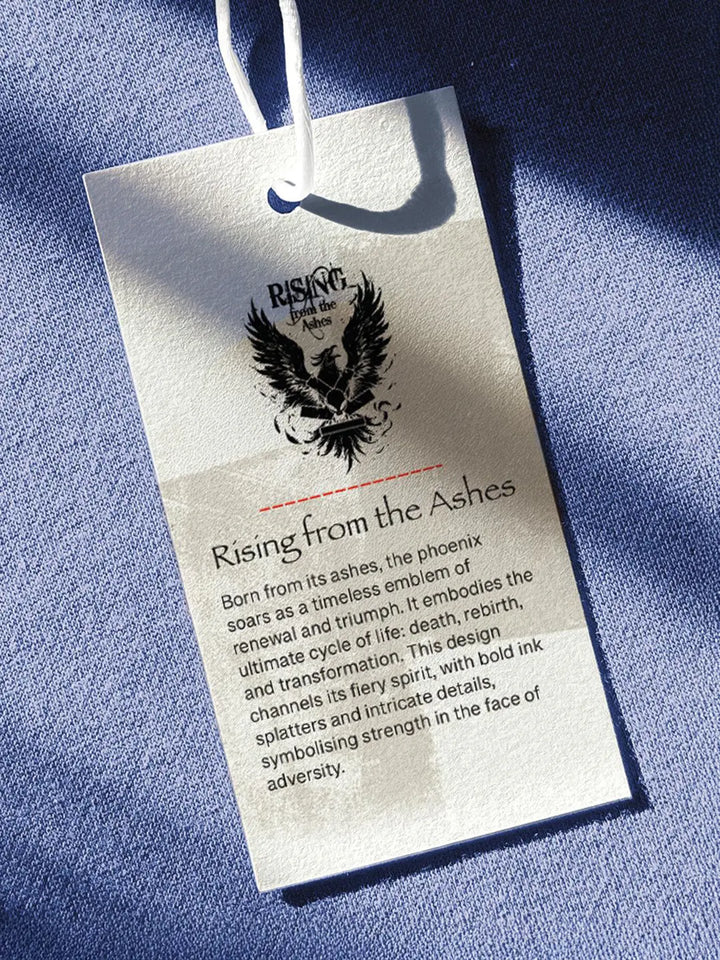 RISING
from the
Ashes
Rising from the Ashes
Born from its ashes, the phoenix
soars as a timeless emblem of
renewal and triumph. It embodies the
ultimate cycle of life: death, rebirth,
and transformation. This design
channels its fiery spirit, with bold ink
splatters and intricate details,
symbolising strength in the face of
adversity.